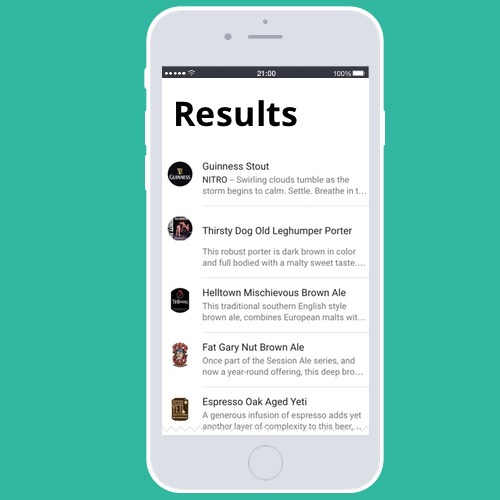 21:00
100%
Results
Guinness Stout
NITRO – Swirling clouds tumble as the
storm begins to calm. Settle. Breathe in t...
GUINNESS
Thirsty Dog Old Leghumper Porter
This robust porter is dark brown in color
and full bodied with a malty sweet taste....
Helltown Mischievous Brown Ale
This traditional southern English style
brown ale, combines European malts wit...
Fat Gary Nut Brown Ale
Once part of the Session Ale series, and
now a year-round offering, this deep bro...
Espresso Oak Aged Yeti
A generous infusion of espresso adds yet
another layer of complexity to this beer,...
YETI